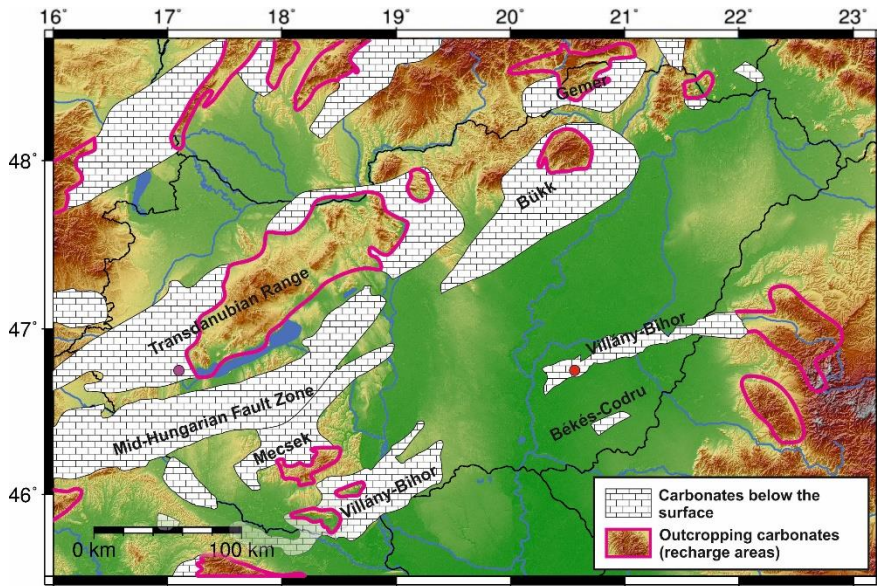 16° 17° 18° 19° 20° 21° 22° 23°
Gemer
48°
Bükk
Transdanubian Range
47°
Villány-Bihor
Mid-Hungarian Fault Zone
Békés-Codru
Mecsek
46°
Villány-Bihor
0 km 100 km
Carbonates below the
surface
Outcropping carbonates
(recharge areas)